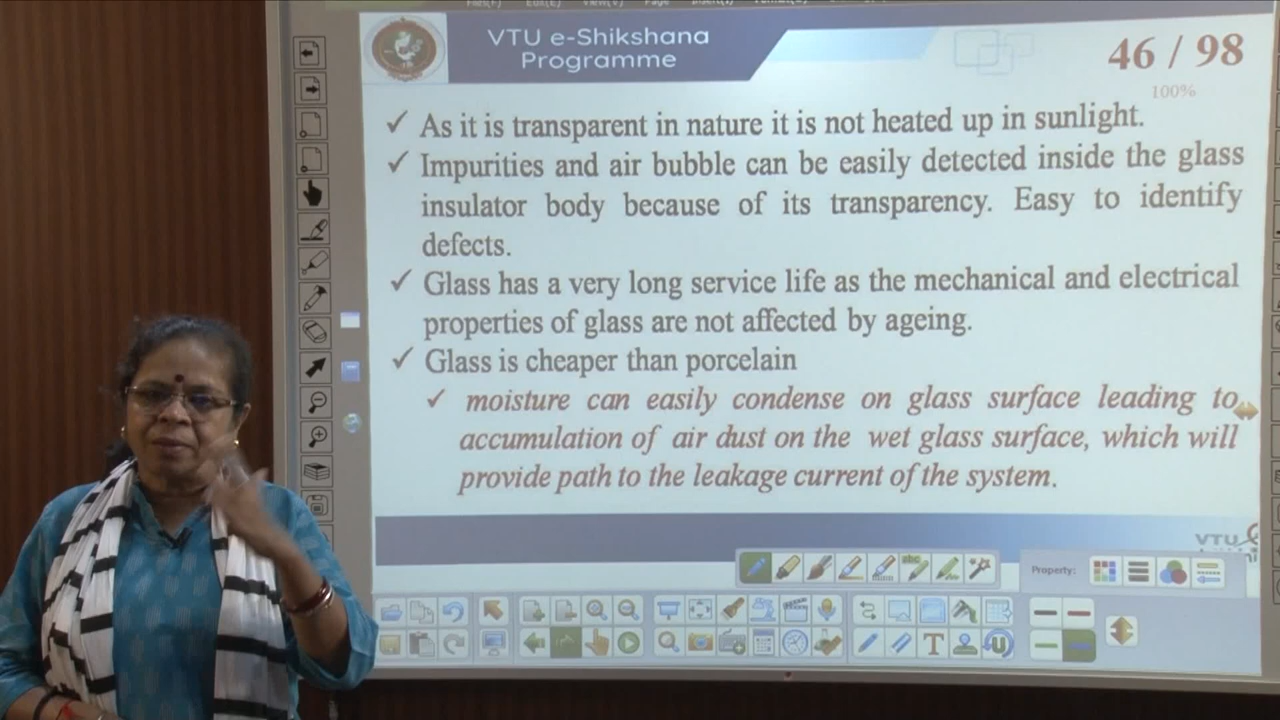 VTU e-Shikshana
Programme
46 / 98
100%
✓ As it is transparent in nature it is not heated up in sunlight.
✓ Impurities and air bubble can be easily detected inside the glass
insulator body because of its transparency. Easy to identify
defects.
✓ Glass has a very long service life as the mechanical and electrical
properties of glass are not affected by ageing.
✓ Glass is cheaper than porcelain
✓ moisture can easily condense on glass surface leading to
accumulation of air dust on the wet glass surface, which will
provide path to the leakage current of the system.
VTU
Property: